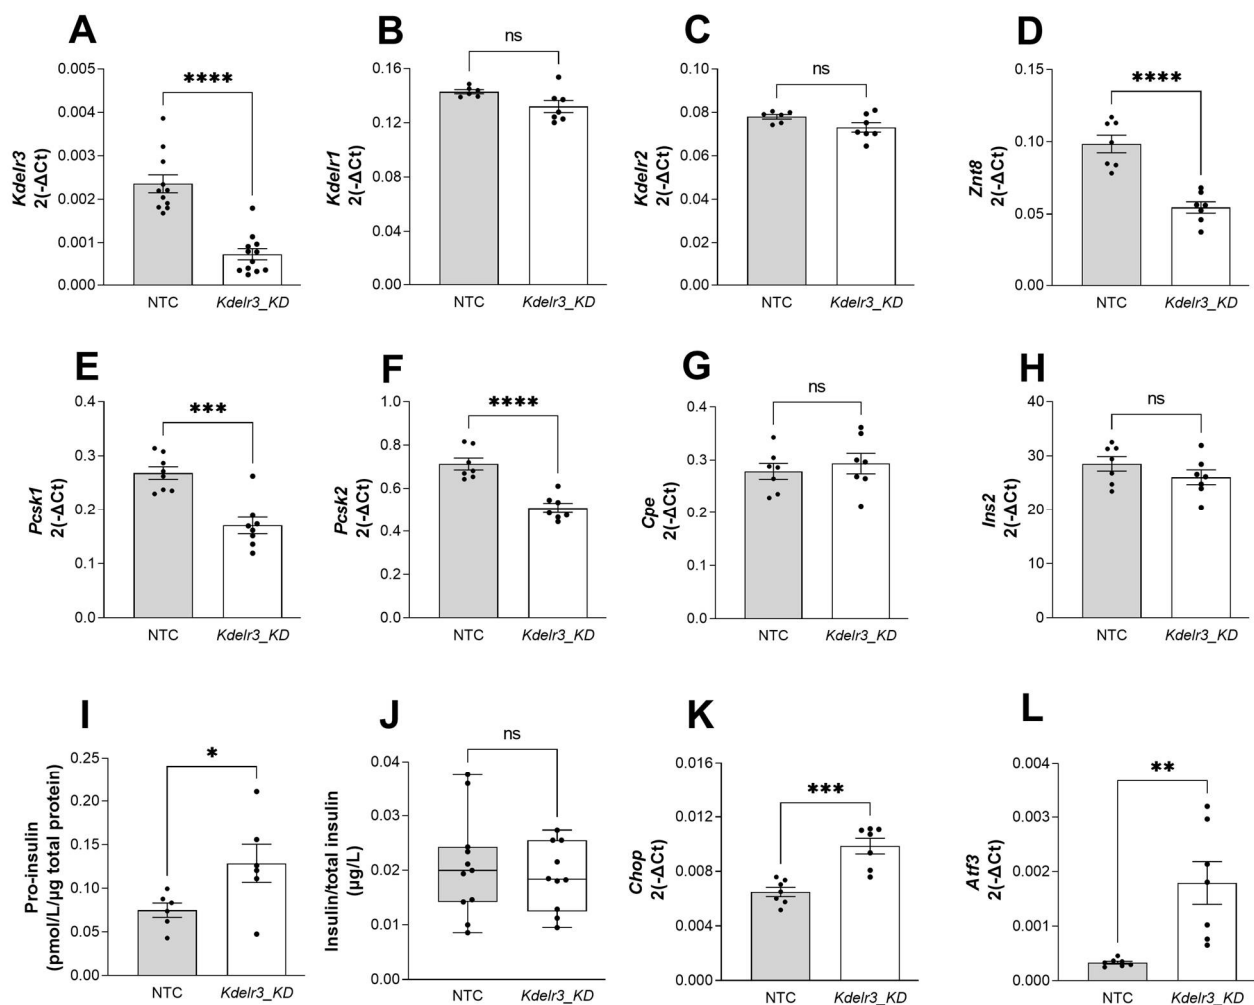 A
Kdelr3
2(-ΔCt)
0.005
0.004
0.003
0.002
0.001
0.000
****
NTC
Kdelr3_KD
B
Kdelr1
2(-ΔCt)
0.16
0.12
0.08
0.04
0.00
ns
NTC
Kdelr3_KD
C
Kdelr2
2(-ΔCt)
0.10
0.08
0.06
0.04
0.02
0.00
ns
NTC
Kdelr3_KD
D
Znt8
2(-ΔCt)
0.15
0.10
0.05
0.00
****
NTC
Kdelr3_KD
E
Pcsk1
2(-ΔCt)
0.4
0.3
0.2
0.1
0.0
***
NTC
Kdelr3_KD
F
Pcsk2
2(-ΔCt)
1.0
0.8
0.6
0.4
0.2
0.0
****
NTC
Kdelr3_KD
G
Cpe
2(-ΔCt)
0.4
0.3
0.2
0.1
0.0
ns
NTC
Kdelr3_KD
H
Ins2
2(-ΔCt)
40
30
20
10
0
ns
NTC
Kdelr3_KD
I
Pro-insulin
(pmol/L/μg total protein)
0.25
0.20
0.15
0.10
0.05
0.00
*
NTC
Kdelr3_KD
J
Insulin/total insulin
(μg/L)
0.04
0.03
0.02
0.01
0.00
ns
NTC
Kdelr3_KD
K
Chop
2(-ΔCt)
0.016
0.012
0.008
0.004
0.000
***
NTC
Kdelr3_KD
L
Atf3
2(-ΔCt)
0.004
0.003
0.002
0.001
0.000
**
NTC
Kdelr3_KD